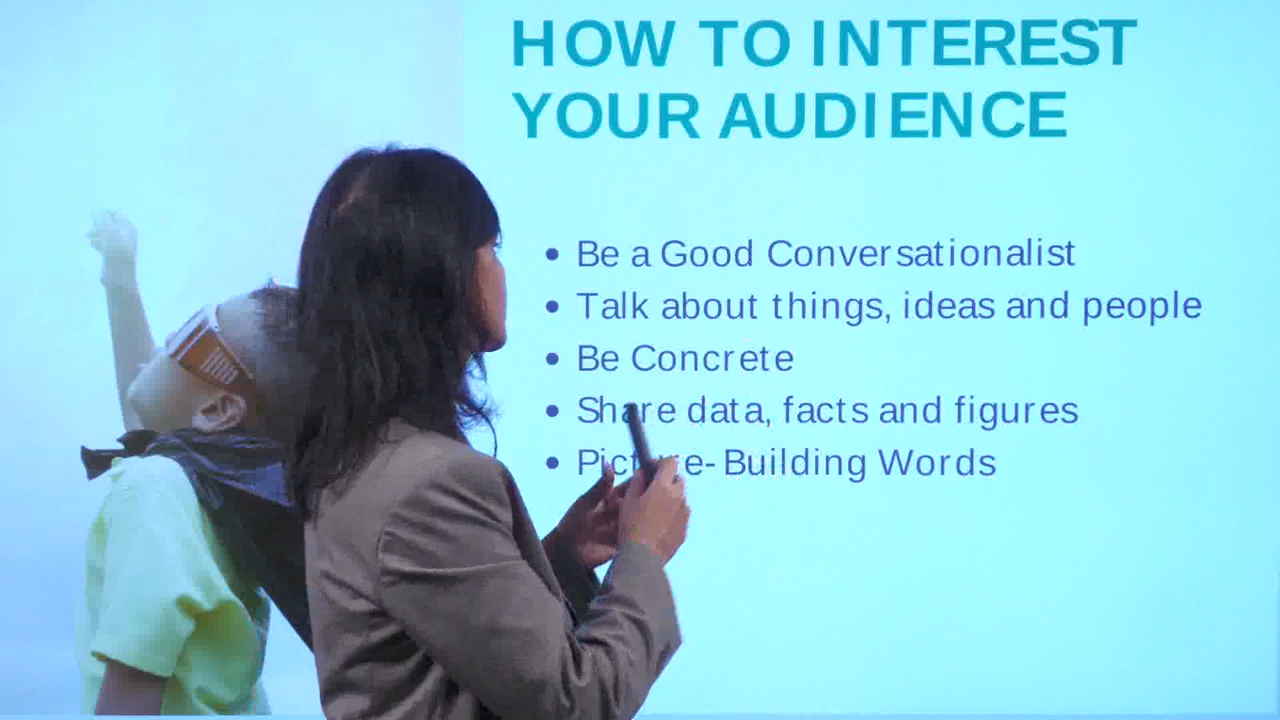 HOW TO INTEREST
YOUR AUDIENCE
• Be a Good Conversationalist
• Talk about things, ideas and people
• Be Concrete
• Share data, facts and figures
• Picture-Building Words